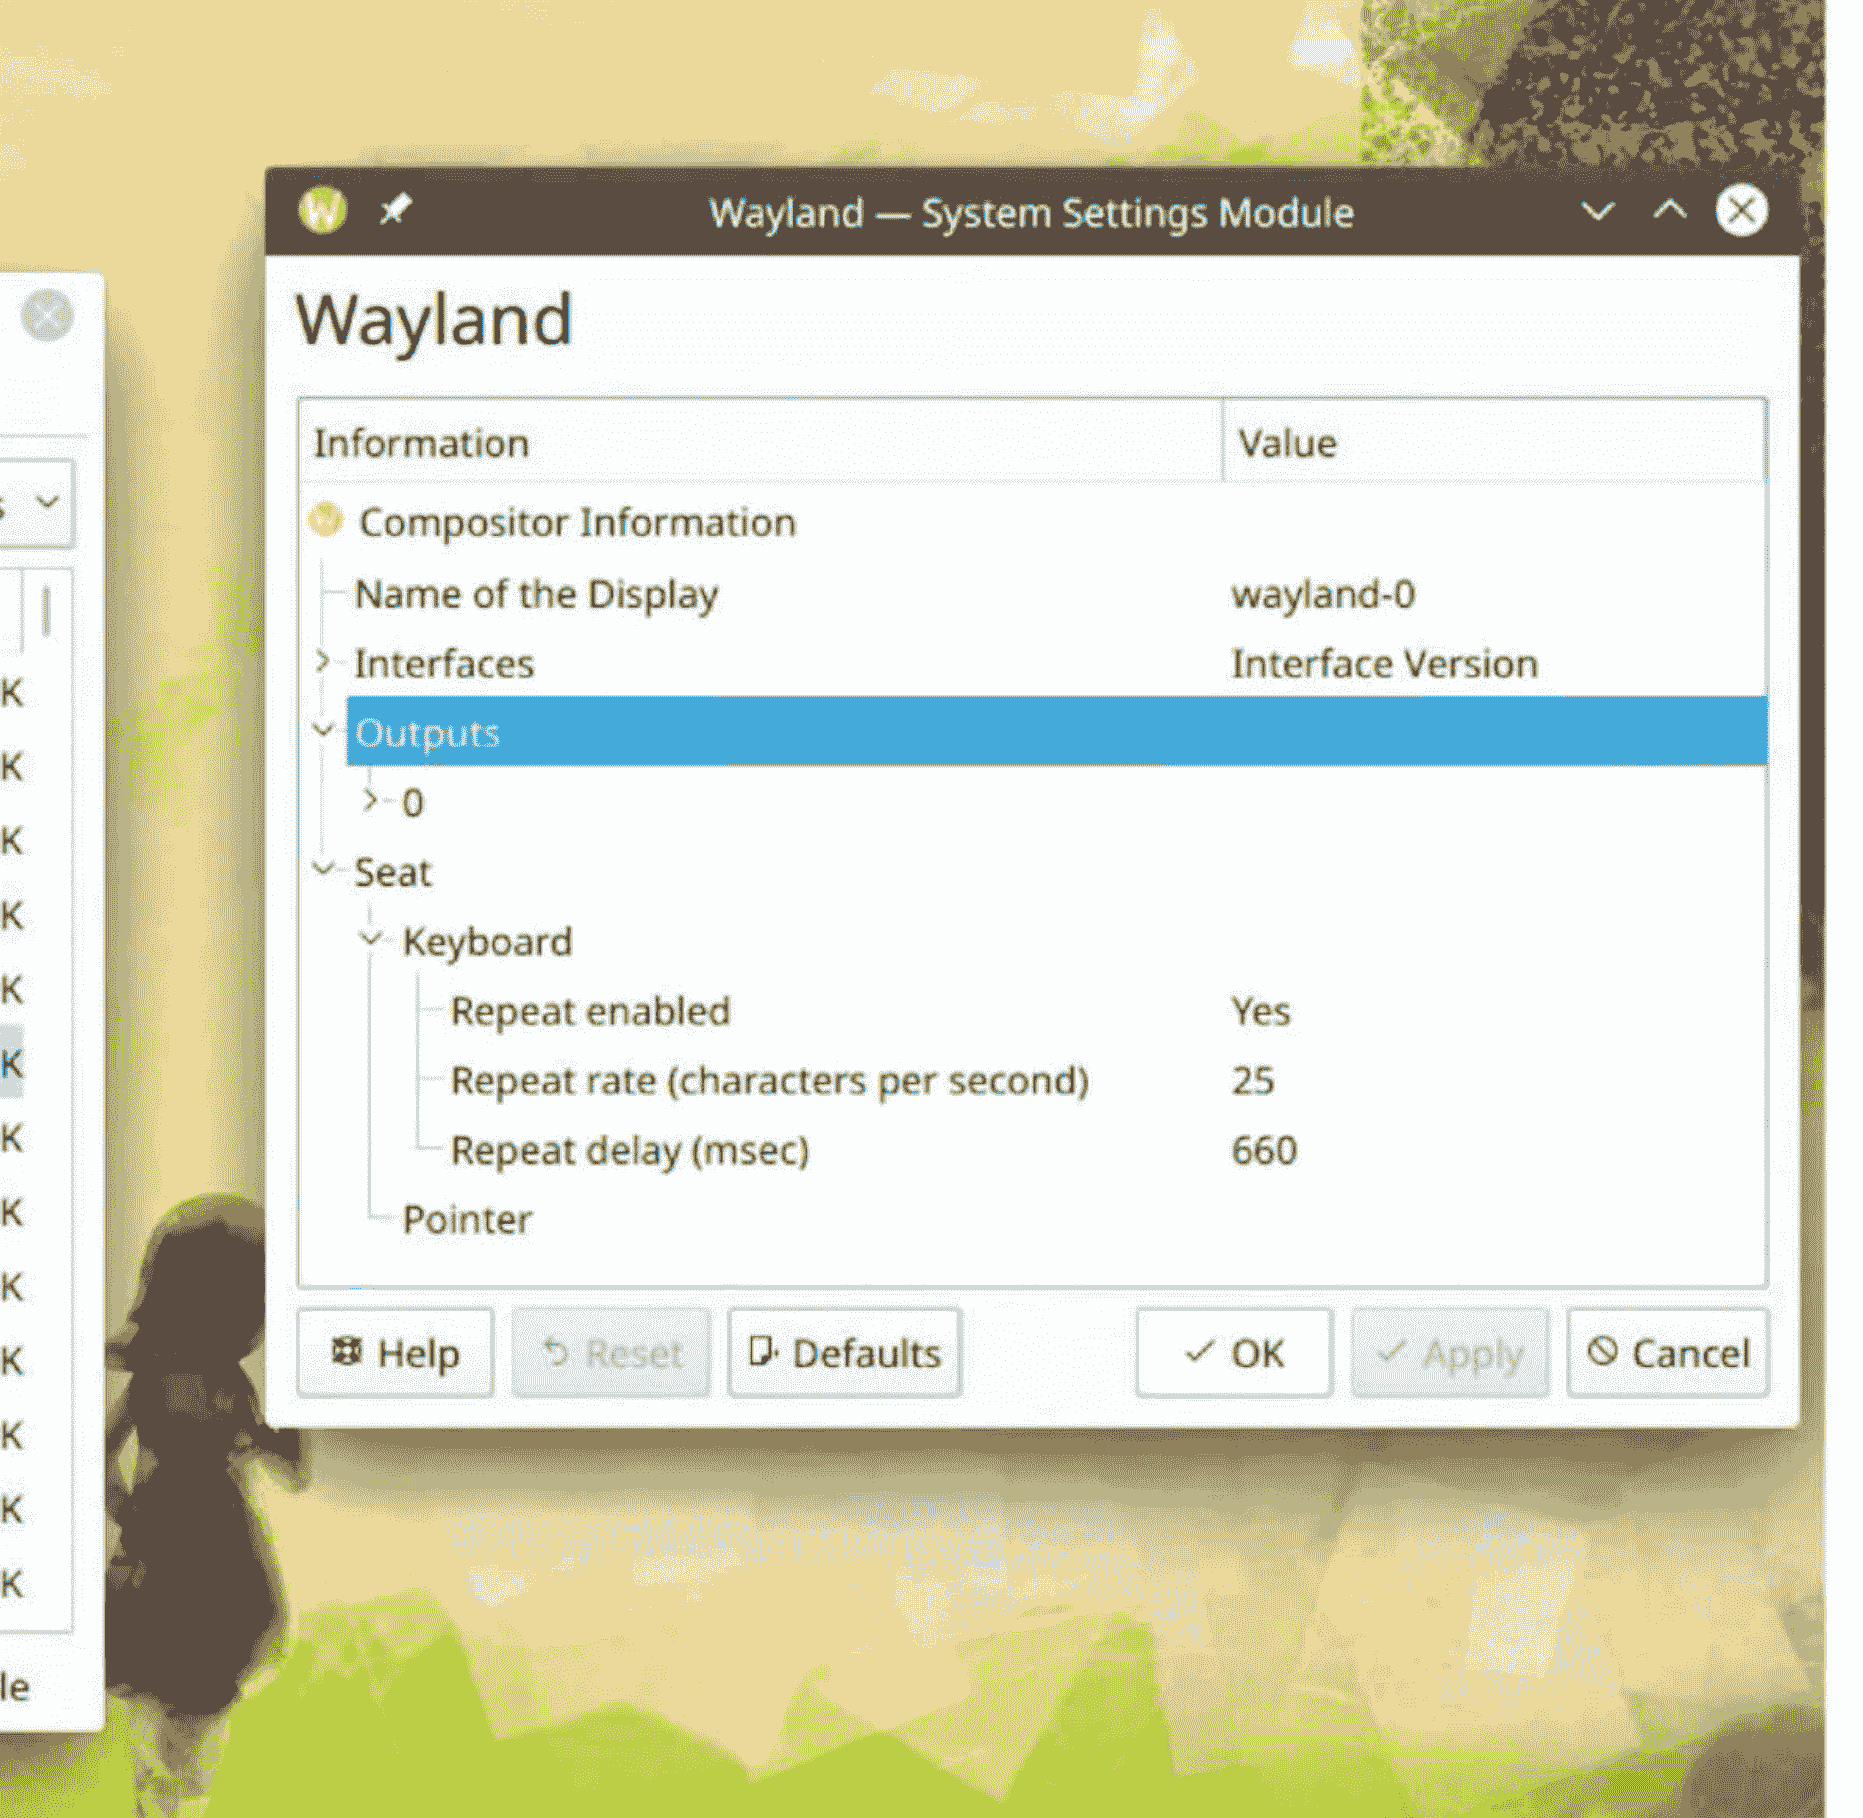 Wayland — System Settings Module
Wayland
Information Value
Compositor Information
Name of the Display wayland-0
Interfaces Interface Version
Outputs
0
Seat
Keyboard
Repeat enabled Yes
Repeat rate (characters per second) 25
Repeat delay (msec) 660
Pointer
Help Reset Defaults OK Apply Cancel
s
K
K
K
K
K
K
K
K
K
K
K
K
K
le